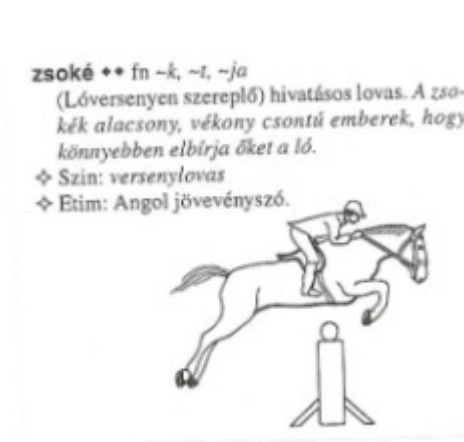 zsoké •• fn ~k, ~t, ~ja
(Lóversenyen szereplő) hivatásos lovas. A zso-
kék alacsony, vékony csontú emberek, hogy
könnyebben elbírja őket a ló.
❖ Szin: versenylovas
❖ Etim: Angol jövevényszó.